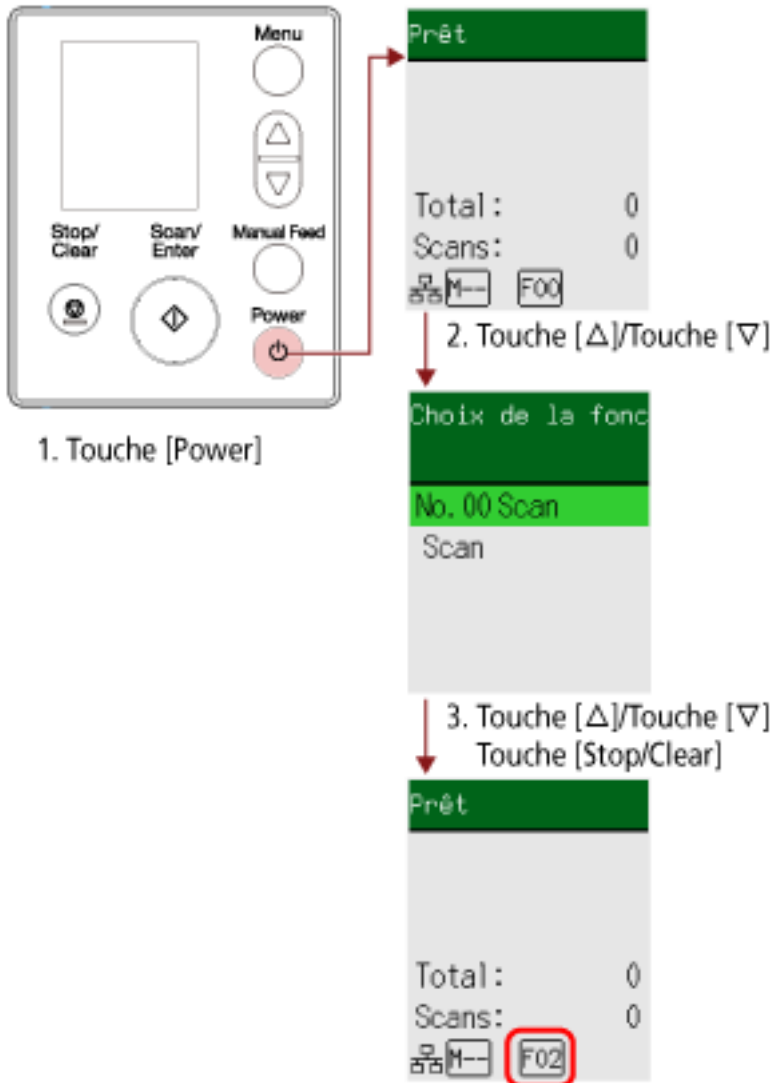 Menu
Stop/
Clear
Scan/
Enter
Manual Feed
Power
1. Touche [Power]
Prêt
Total: 0
Scans: 0
M-- F00
2. Touche [△]/Touche [▽]
Choix de la fonc
No. 00 Scan
Scan
3. Touche [△]/Touche [▽]
Touche [Stop/Clear]
Prêt
Total: 0
Scans: 0
M-- F02